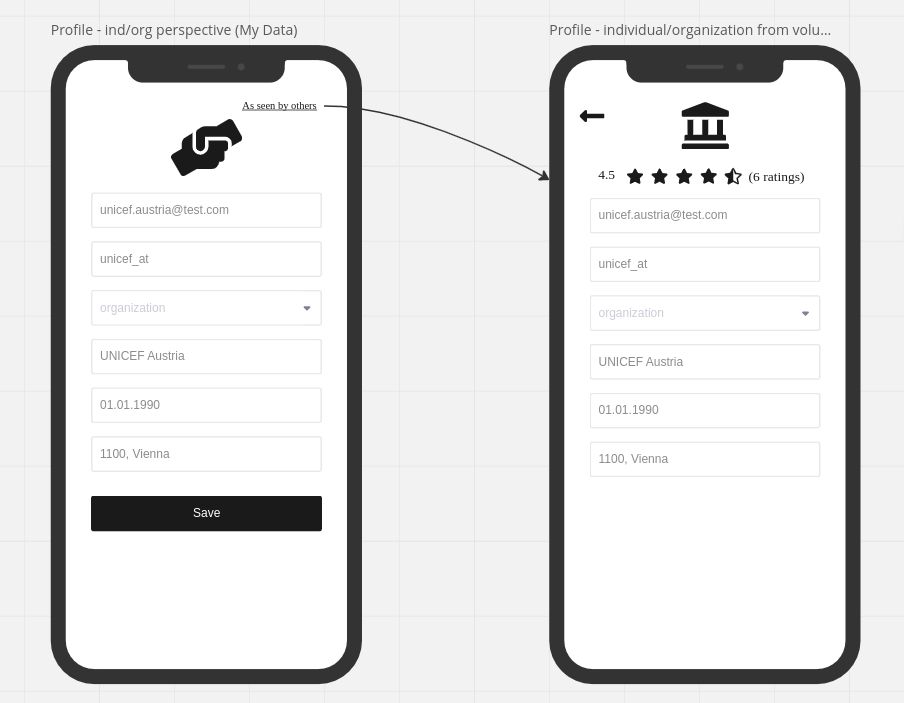 Profile - ind/org perspective (My Data)
As seen by others
unicef.austria@test.com
unicef_at
organization
UNICEF Austria
01.01.1990
1100, Vienna
Save
Profile - individual/organization from volu...
4.5
(6 ratings)
unicef.austria@test.com
unicef_at
organization
UNICEF Austria
01.01.1990
1100, Vienna